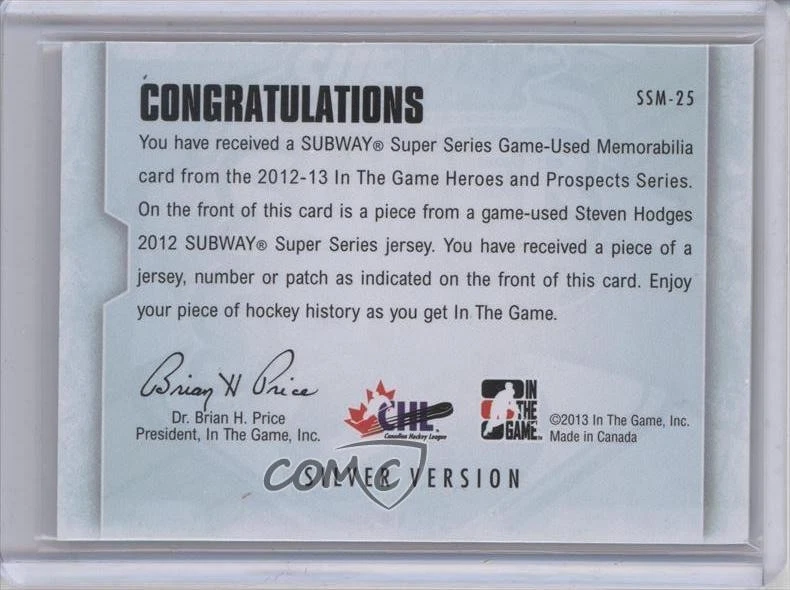 CONGRATULATIONS
SSM-25
You have received a SUBWAY® Super Series Game-Used Memorabilia
card from the 2012-13 In The Game Heroes and Prospects Series.
On the front of this card is a piece from a game-used Steven Hodges
2012 SUBWAY® Super Series jersey. You have received a piece of a
jersey, number or patch as indicated on the front of this card. Enjoy
your piece of hockey history as you get In The Game.
Brian H Price
Dr. Brian H. Price
President, In The Game, Inc.
CHL
Canadian Hockey League
IN
THE
GAME™
©2013 In The Game, Inc.
Made in Canada
COMC
SILVER VERSION